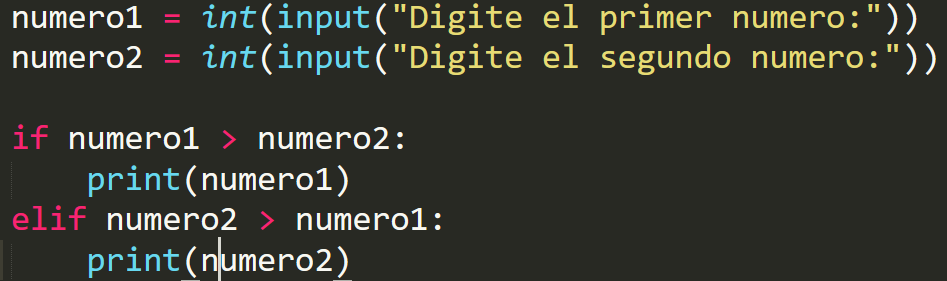 numero1 = int(input("Digite el primer numero:"))
numero2 = int(input("Digite el segundo numero:"))
if numero1 > numero2:
    print(numero1)
elif numero2 > numero1:
    print(numero2)